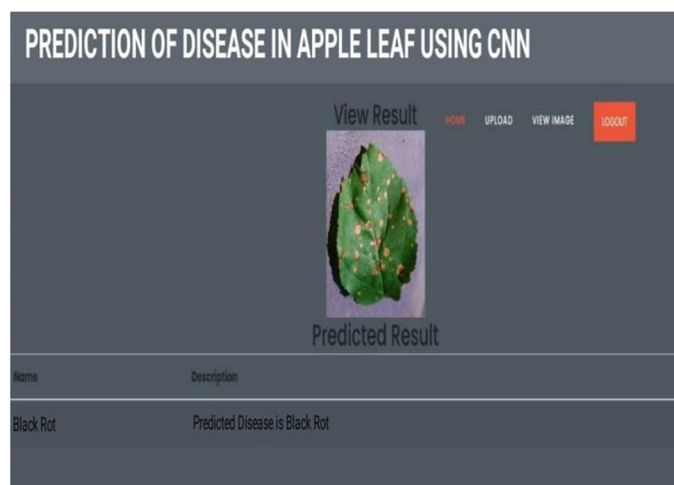 PREDICTION OF DISEASE IN APPLE LEAF USING CNN
View Result
HOME UPLOAD VIEW IMAGE LOGOUT
Predicted Result
Name Description
Black Rot Predicted Disease is Black Rot